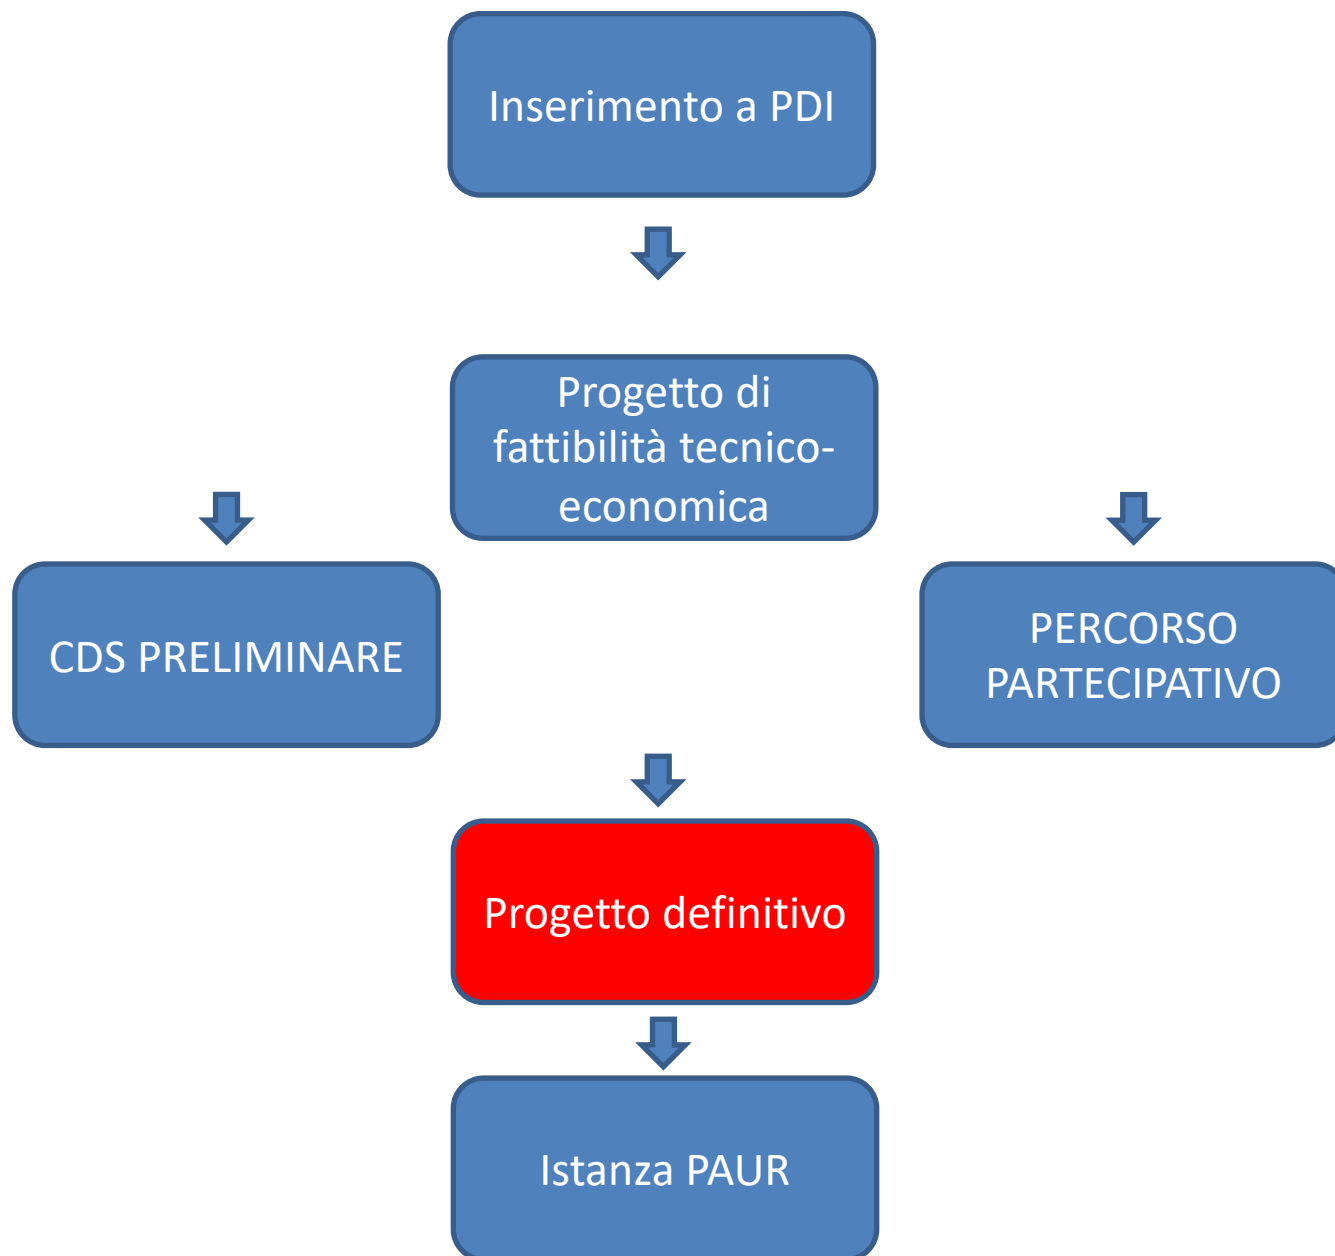 Inserimento a PDI
Progetto di
fattibilità tecnico-
economica
CDS PRELIMINARE
PERCORSO
PARTECIPATIVO
Progetto definitivo
Istanza PAUR